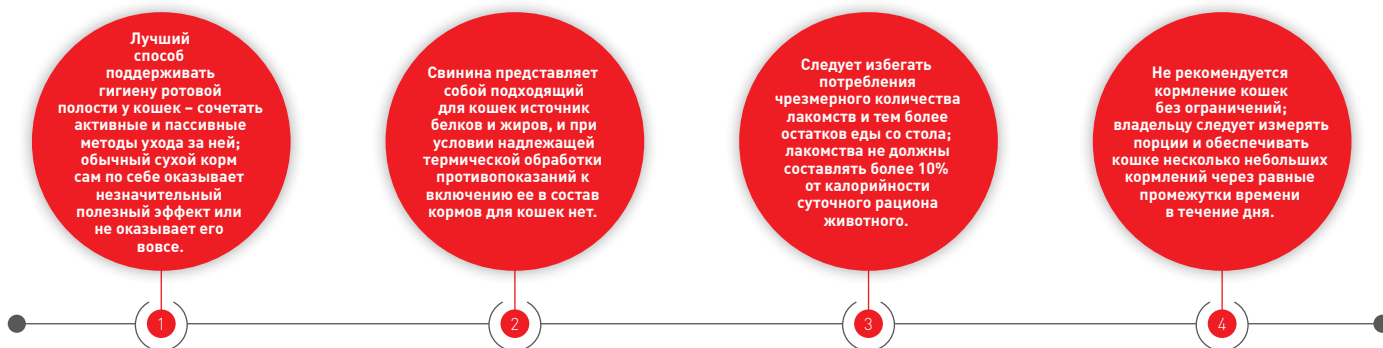 Лучший
способ
поддерживать
гигиену ротовой
полости у кошек – сочетать
активные и пассивные
методы ухода за ней;
обычный сухой корм
сам по себе оказывает
незначительный
полезный эффект или
не оказывает его
вовсе.
1
Свинина представляет
собой подходящий
для кошек источник
белков и жиров, и при
условии надлежащей
термической обработки
противопоказаний к
включению ее в состав
кормов для кошек нет.
2
Следует избегать
потребления
чрезмерного количества
лакомств и тем более
остатков еды со стола;
лакомства не должны
составлять более 10%
от калорийности
суточного рациона
животного.
3
Не рекомендуется
кормление кошек
без ограничений;
владельцу следует измерять
порции и обеспечивать
кошке несколько небольших
кормлений через равные
промежутки времени
в течение дня.
4